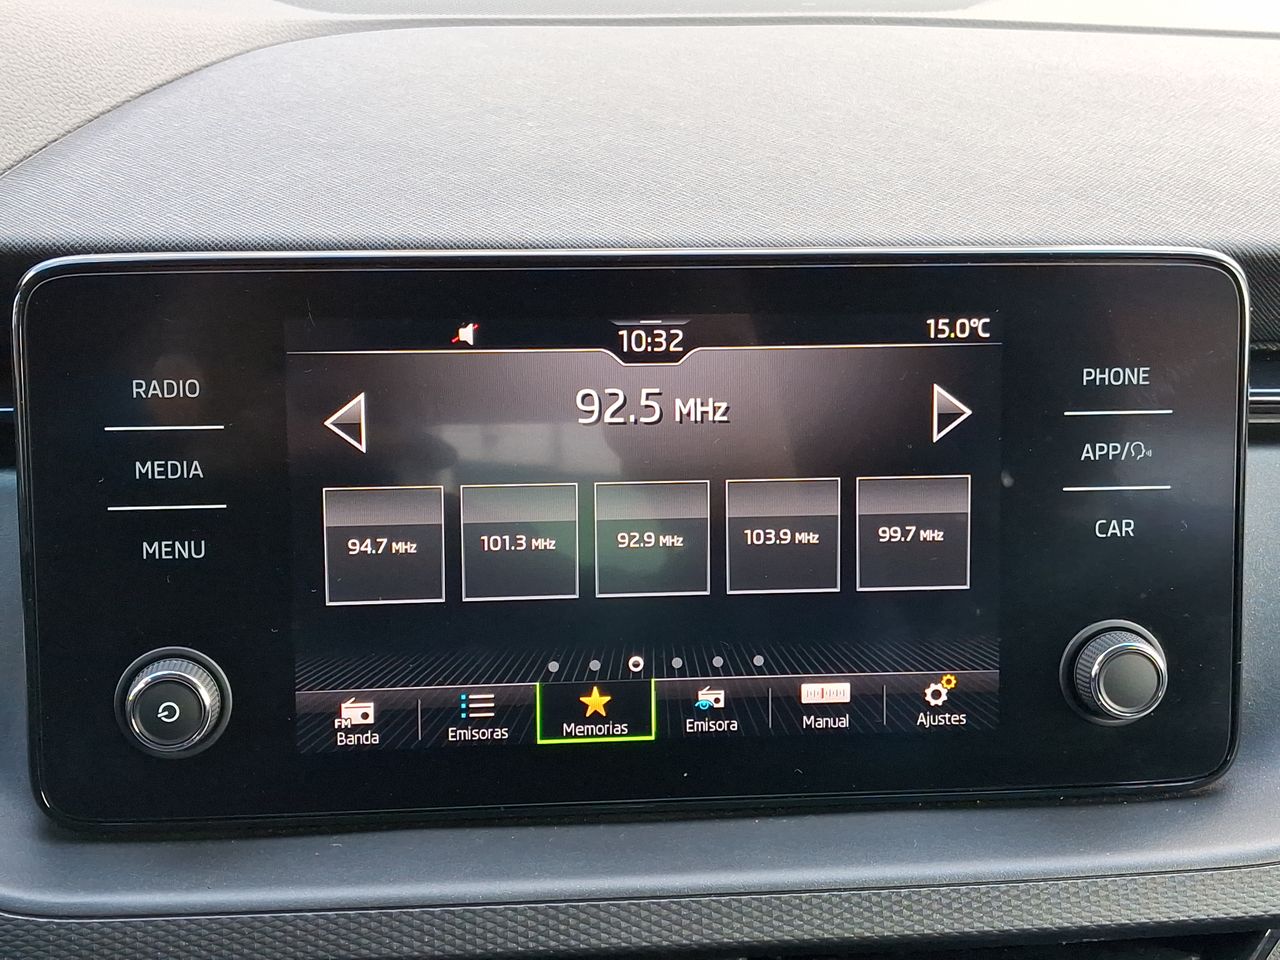 10:32
15.0°C
RADIO
MEDIA
MENU
92.5 MHz
94.7 MHz
101.3 MHz
92.9 MHz
103.9 MHz
99.7 MHz
FM
Banda
Emisoras
Memorias
Emisora
Manual
Ajustes
PHONE
APP/
CAR